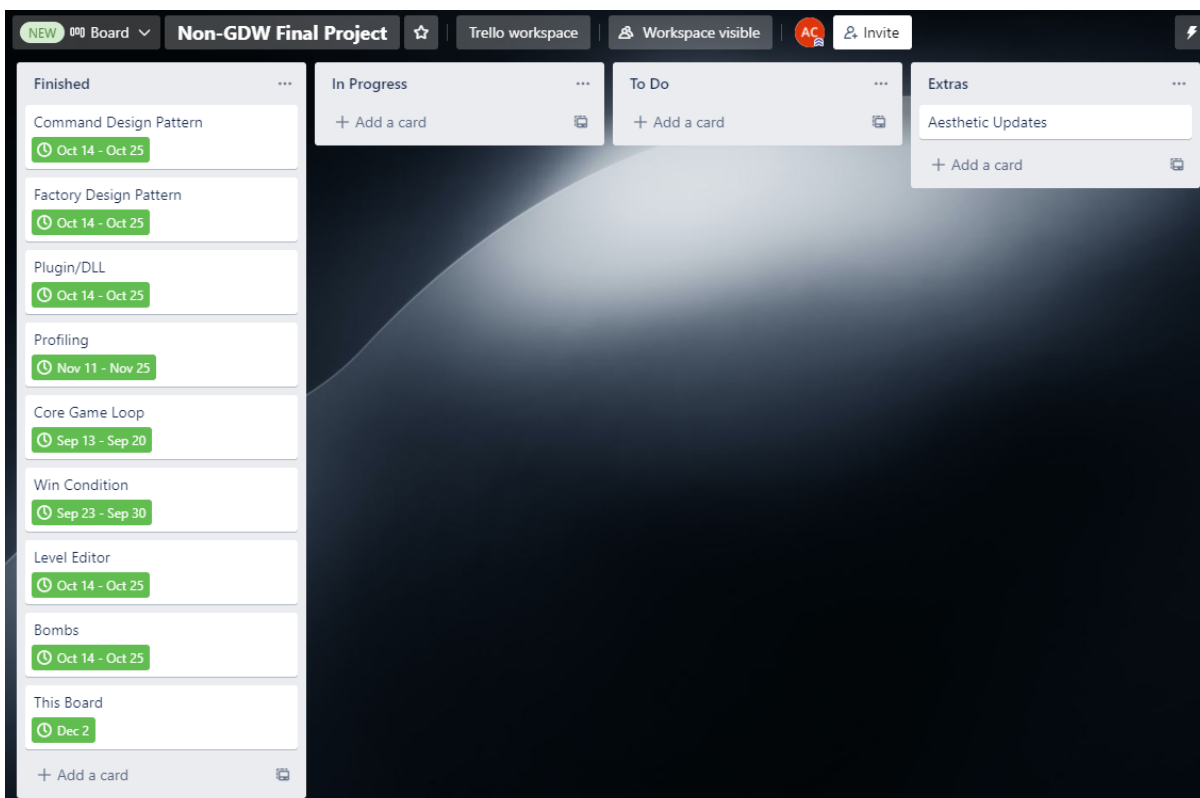 NEW Board Non-GDW Final Project Trello workspace Workspace visible AC Invite
Finished
Command Design Pattern
Oct 14 - Oct 25
Factory Design Pattern
Oct 14 - Oct 25
Plugin/DLL
Oct 14 - Oct 25
Profiling
Nov 11 - Nov 25
Core Game Loop
Sep 13 - Sep 20
Win Condition
Sep 23 - Sep 30
Level Editor
Oct 14 - Oct 25
Bombs
Oct 14 - Oct 25
This Board
Dec 2
+ Add a card
In Progress
+ Add a card
To Do
+ Add a card
Extras
Aesthetic Updates
+ Add a card